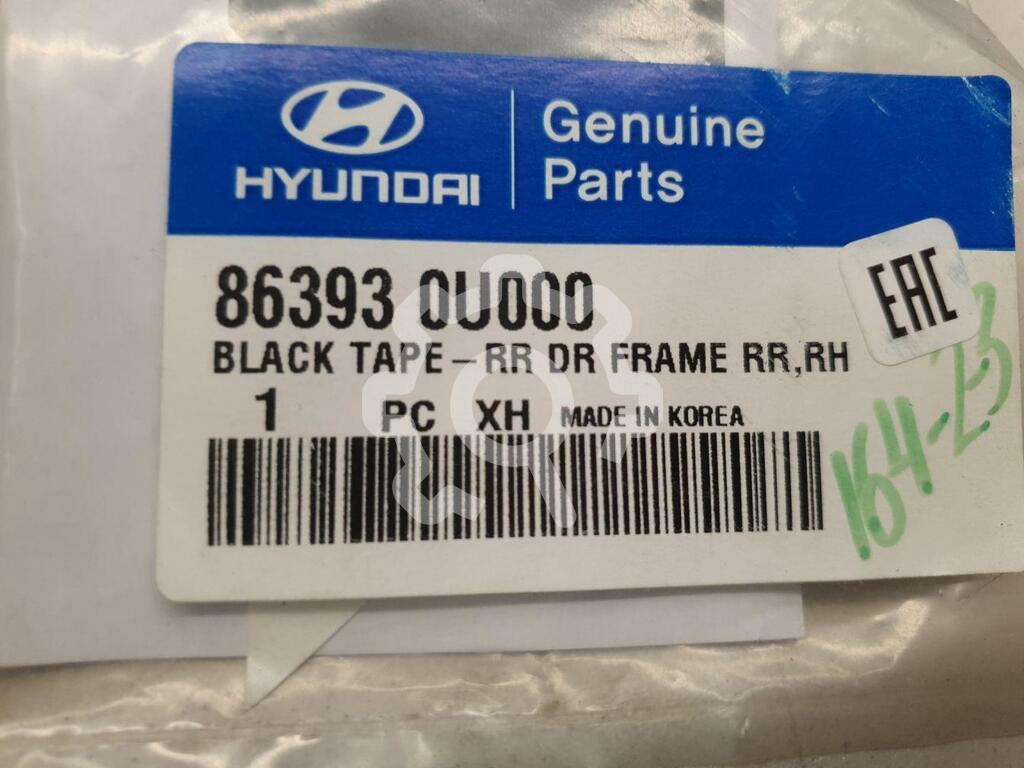 HYUNDAI
Genuine
Parts
86393 0U000
BLACK TAPE-RR DR FRAME RR,RH
1 PC XH MADE IN KOREA
EAC
164-23